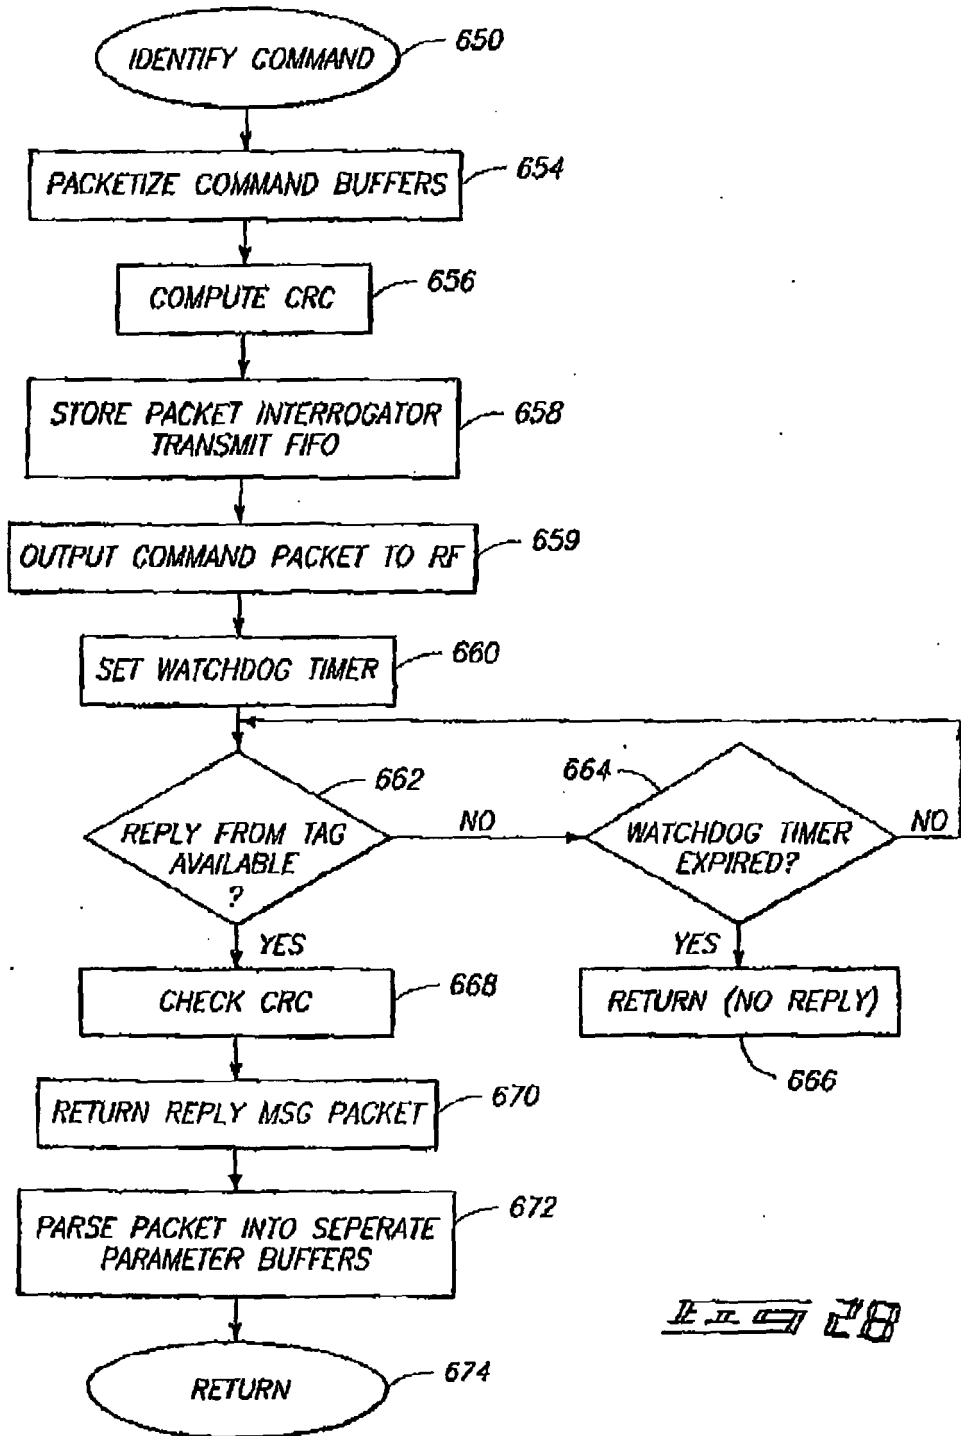 IDENTIFY COMMAND
650
PACKETIZE COMMAND BUFFERS
654
COMPUTE CRC
656
STORE PACKET INTERROGATOR
TRANSMIT FIFO
658
OUTPUT COMMAND PACKET TO RF
659
SET WATCHDOG TIMER
660
REPLY FROM TAG
AVAILABLE
?
662
NO
664
WATCHDOG TIMER
EXPIRED?
NO
YES
YES
CHECK CRC
668
RETURN (NO REPLY)
666
RETURN REPLY MSG PACKET
670
PARSE PACKET INTO SEPERATE
PARAMETER BUFFERS
672
RETURN
674
FIG 28